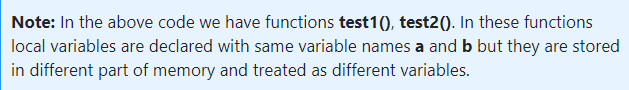 Note: In the above code we have functions test1(), test2(). In these functions
local variables are declared with same variable names a and b but they are stored
in different part of memory and treated as different variables.